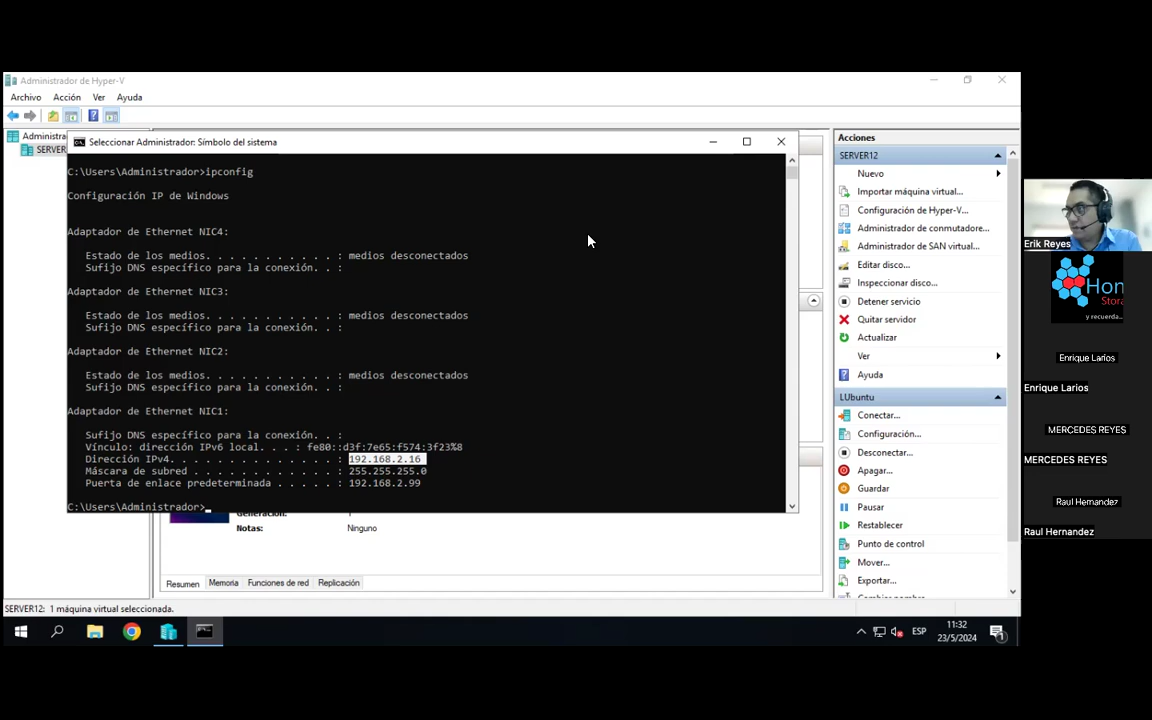 Administrador de Hyper-V
Archivo Acción Ver Ayuda
Administra
SERVER
Seleccionar Administrador: Símbolo del sistema
C:\Users\Administrador>ipconfig
Configuración IP de Windows
Adaptador de Ethernet NIC4:
Estado de los medios. . . . . . . . . . . : medios desconectados
Sufijo DNS específico para la conexión. . :
Adaptador de Ethernet NIC3:
Estado de los medios. . . . . . . . . . . : medios desconectados
Sufijo DNS específico para la conexión. . :
Adaptador de Ethernet NIC2:
Estado de los medios. . . . . . . . . . . : medios desconectados
Sufijo DNS específico para la conexión. . :
Adaptador de Ethernet NIC1:
Sufijo DNS específico para la conexión. . :
Vínculo: dirección IPv6 local. . . : fe80::d3f:7e65:f574:3f23%8
Dirección IPv4. . . . . . . . . . . . . . : 192.168.2.16
Máscara de subred . . . . . . . . . . . . : 255.255.255.0
Puerta de enlace predeterminada . . . . . : 192.168.2.99
C:\Users\Administrador>
Notas: Ninguno
Resumen Memoria Funciones de red Replicación
Acciones
SERVER12
Nuevo
Importar máquina virtual...
Configuración de Hyper-V...
Administrador de conmutadore...
Administrador de SAN virtual...
Editar disco...
Inspeccionar disco...
Detener servicio
Quitar servidor
Actualizar
Ver
Ayuda
LUbuntu
Conectar...
Configuración...
Desconectar...
Apagar...
Guardar
Pausar
Restablecer
Punto de control
Mover...
Exportar...
SERVER12: 1 máquina virtual seleccionada.
ESP
11:32
23/5/2024
1
Erik Reyes
Hon
Stora
y recuerda...
Enrique Larios
Enrique Larios
MERCEDES REYES
MERCEDES REYES
Raul Hernandez
Raul Hernandez